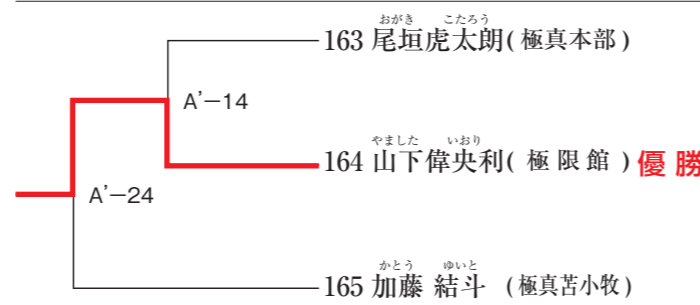 おがき こたろう
163 尾垣虎太朗(極真本部)
A'−14
やました いおり
164 山下偉央利(極限館) 優勝
A'−24
かとう ゆいと
165 加藤 結斗 (極真苫小牧)